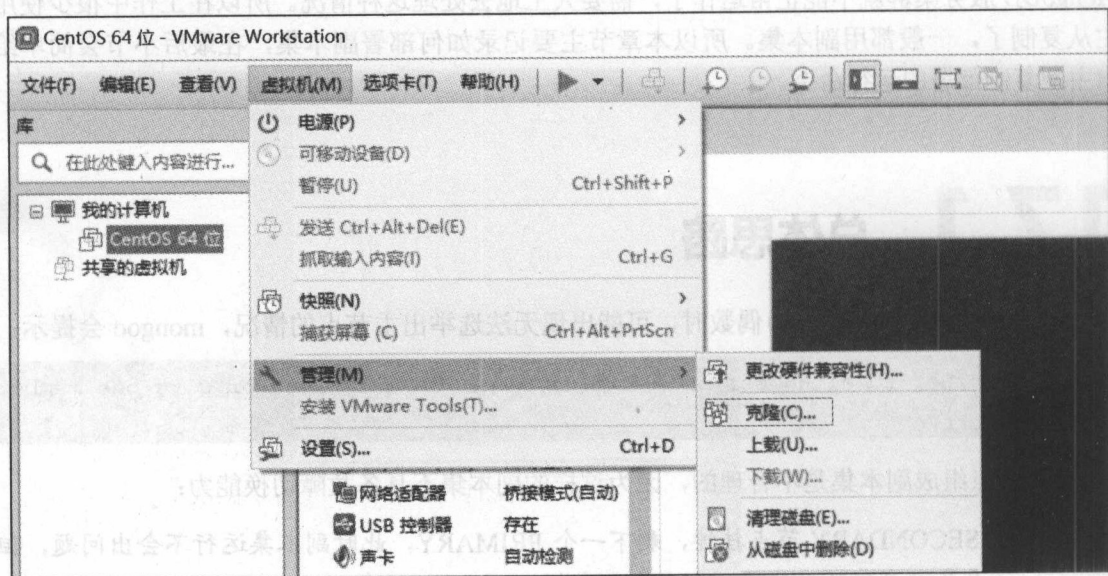 CentOS 64 位 - VMware Workstation
文件(F) 编辑(E) 查看(V) 虚拟机(M) 选项卡(T) 帮助(H)
库
在此处键入内容进行...
我的计算机
CentOS 64 位
共享的虚拟机
电源(P)
可移动设备(D)
暂停(U) Ctrl+Shift+P
发送 Ctrl+Alt+Del(E)
抓取输入内容(I) Ctrl+G
快照(N)
捕获屏幕 (C) Ctrl+Alt+PrtScn
管理(M)
安装 VMware Tools(T)...
设置(S)... Ctrl+D
更改硬件兼容性(H)...
克隆(C)...
上载(U)...
下载(W)...
清理磁盘(E)...
从磁盘中删除(D)
网络适配器 桥接模式(自动)
USB 控制器 存在
声卡 自动检测